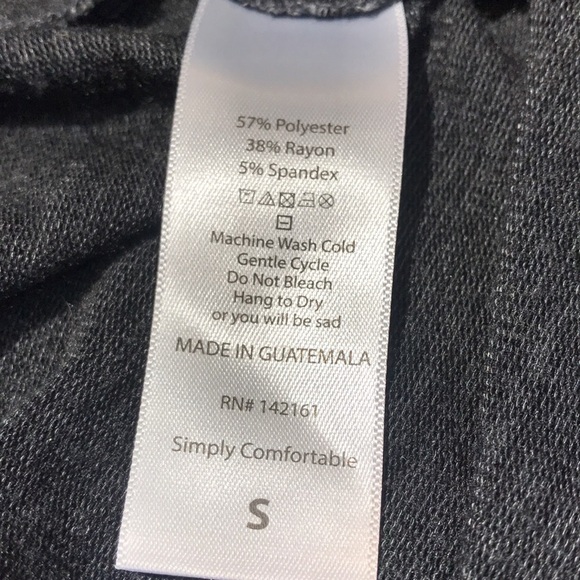 57% Polyester
38% Rayon
5% Spandex
Machine Wash Cold
Gentle Cycle
Do Not Bleach
Hang to Dry
or you will be sad
MADE IN GUATEMALA
RN# 142161
Simply Comfortable
S